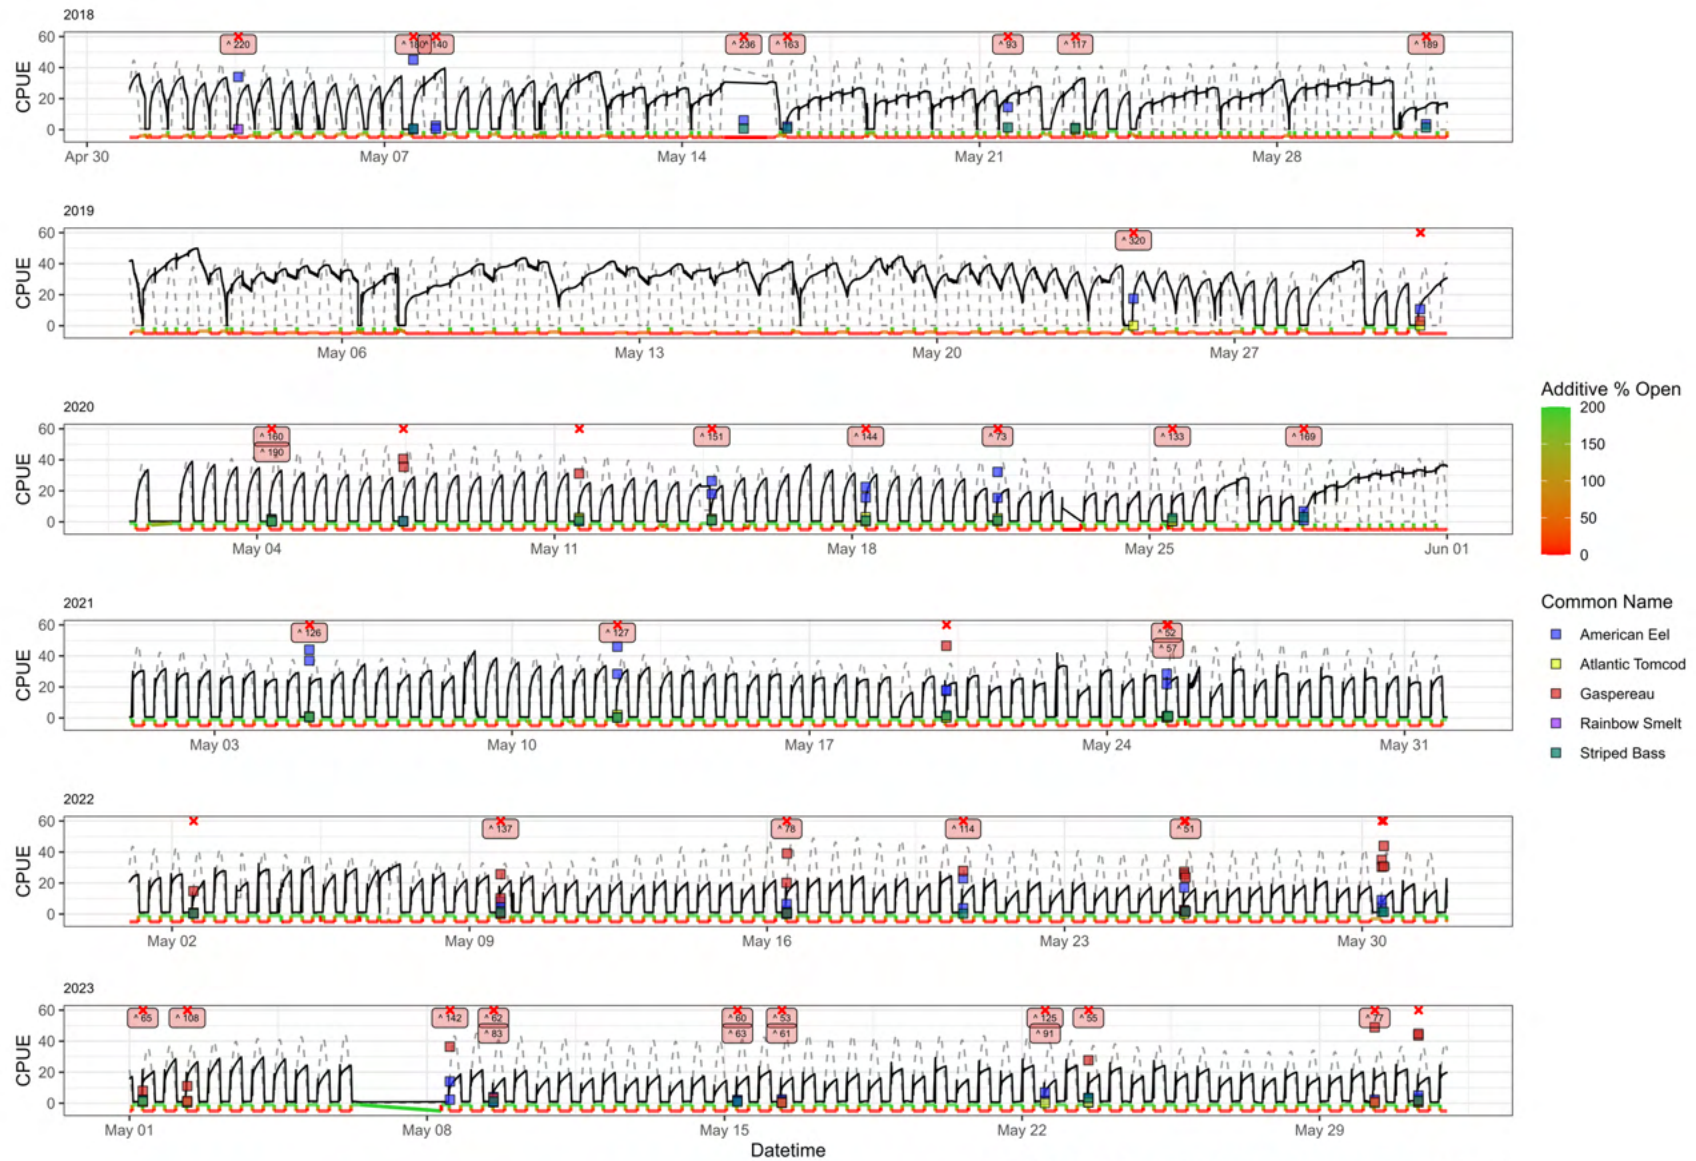 2018
^ 220
^ 180
^ 140
^ 236
^ 163
^ 93
^ 117
^ 189
60
40
20
0
CPUE
Apr 30
May 07
May 14
May 21
May 28
2019
^ 320
60
40
20
0
CPUE
May 06
May 13
May 20
May 27
2020
^ 160
^ 190
^ 151
^ 144
^ 73
^ 133
^ 169
60
40
20
0
CPUE
May 04
May 11
May 18
May 25
Jun 01
2021
^ 126
^ 127
^ 52
^ 57
60
40
20
0
CPUE
May 03
May 10
May 17
May 24
May 31
2022
^ 137
^ 78
^ 114
^ 51
60
40
20
0
CPUE
May 02
May 09
May 16
May 23
May 30
2023
^ 65
^ 108
^ 142
^ 62
^ 83
^ 60
^ 63
^ 53
^ 61
^ 125
^ 91
^ 55
^ 77
60
40
20
0
CPUE
May 01
May 08
May 15
May 22
May 29
Datetime
Additive % Open
200
150
100
50
0
Common Name
American Eel
Atlantic Tomcod
Gaspereau
Rainbow Smelt
Striped Bass